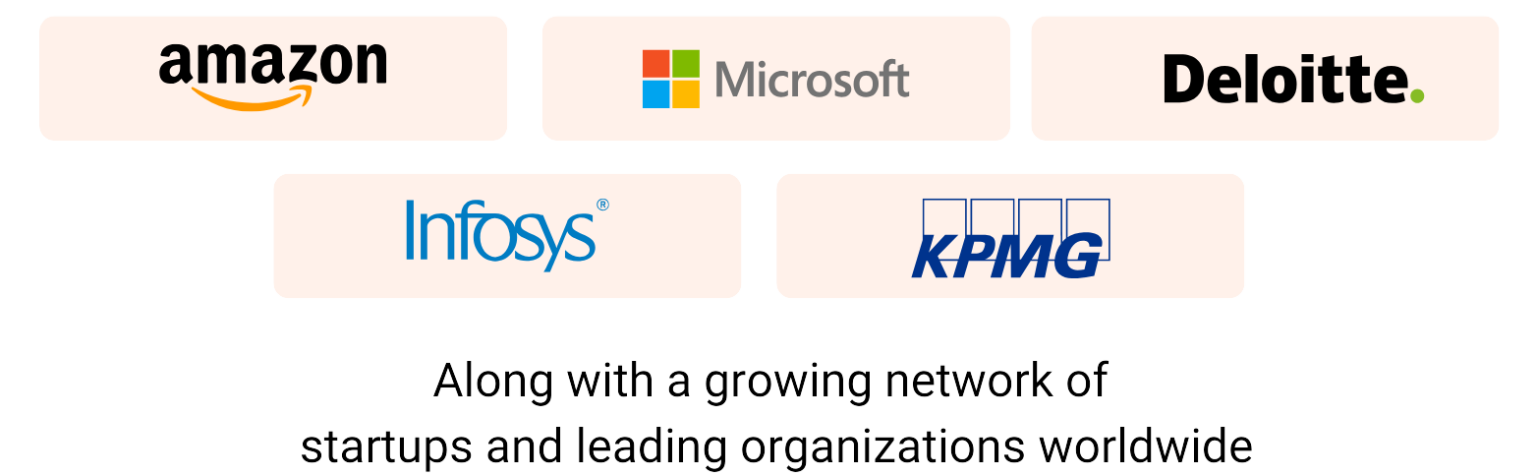 amazon
Microsoft
Deloitte.
Infosys®
KPMG
Along with a growing network of
startups and leading organizations worldwide